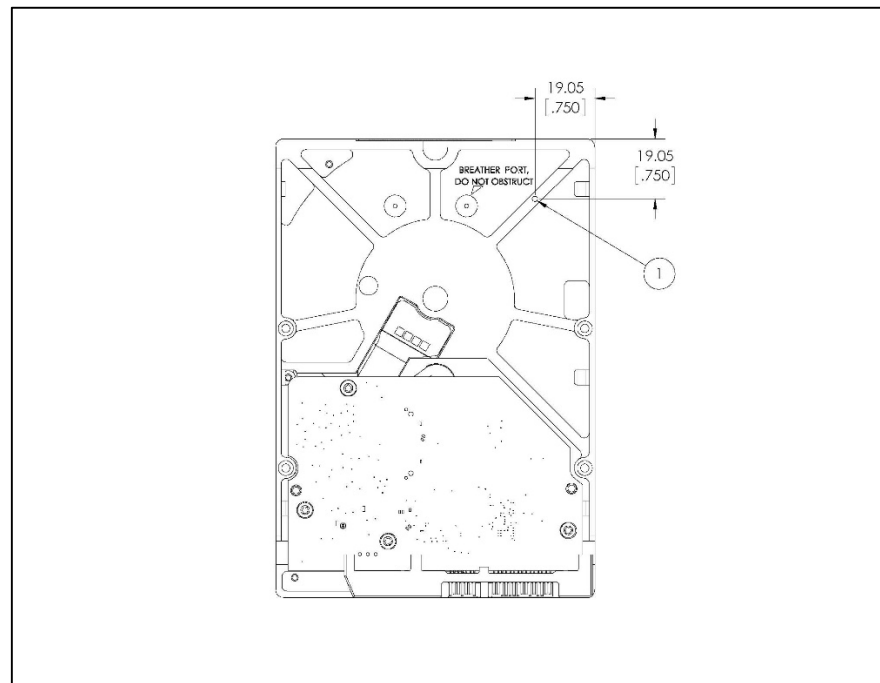 19.05
[.750]
19.05
[.750]
BREATHER PORT,
DO NOT OBSTRUCT
1